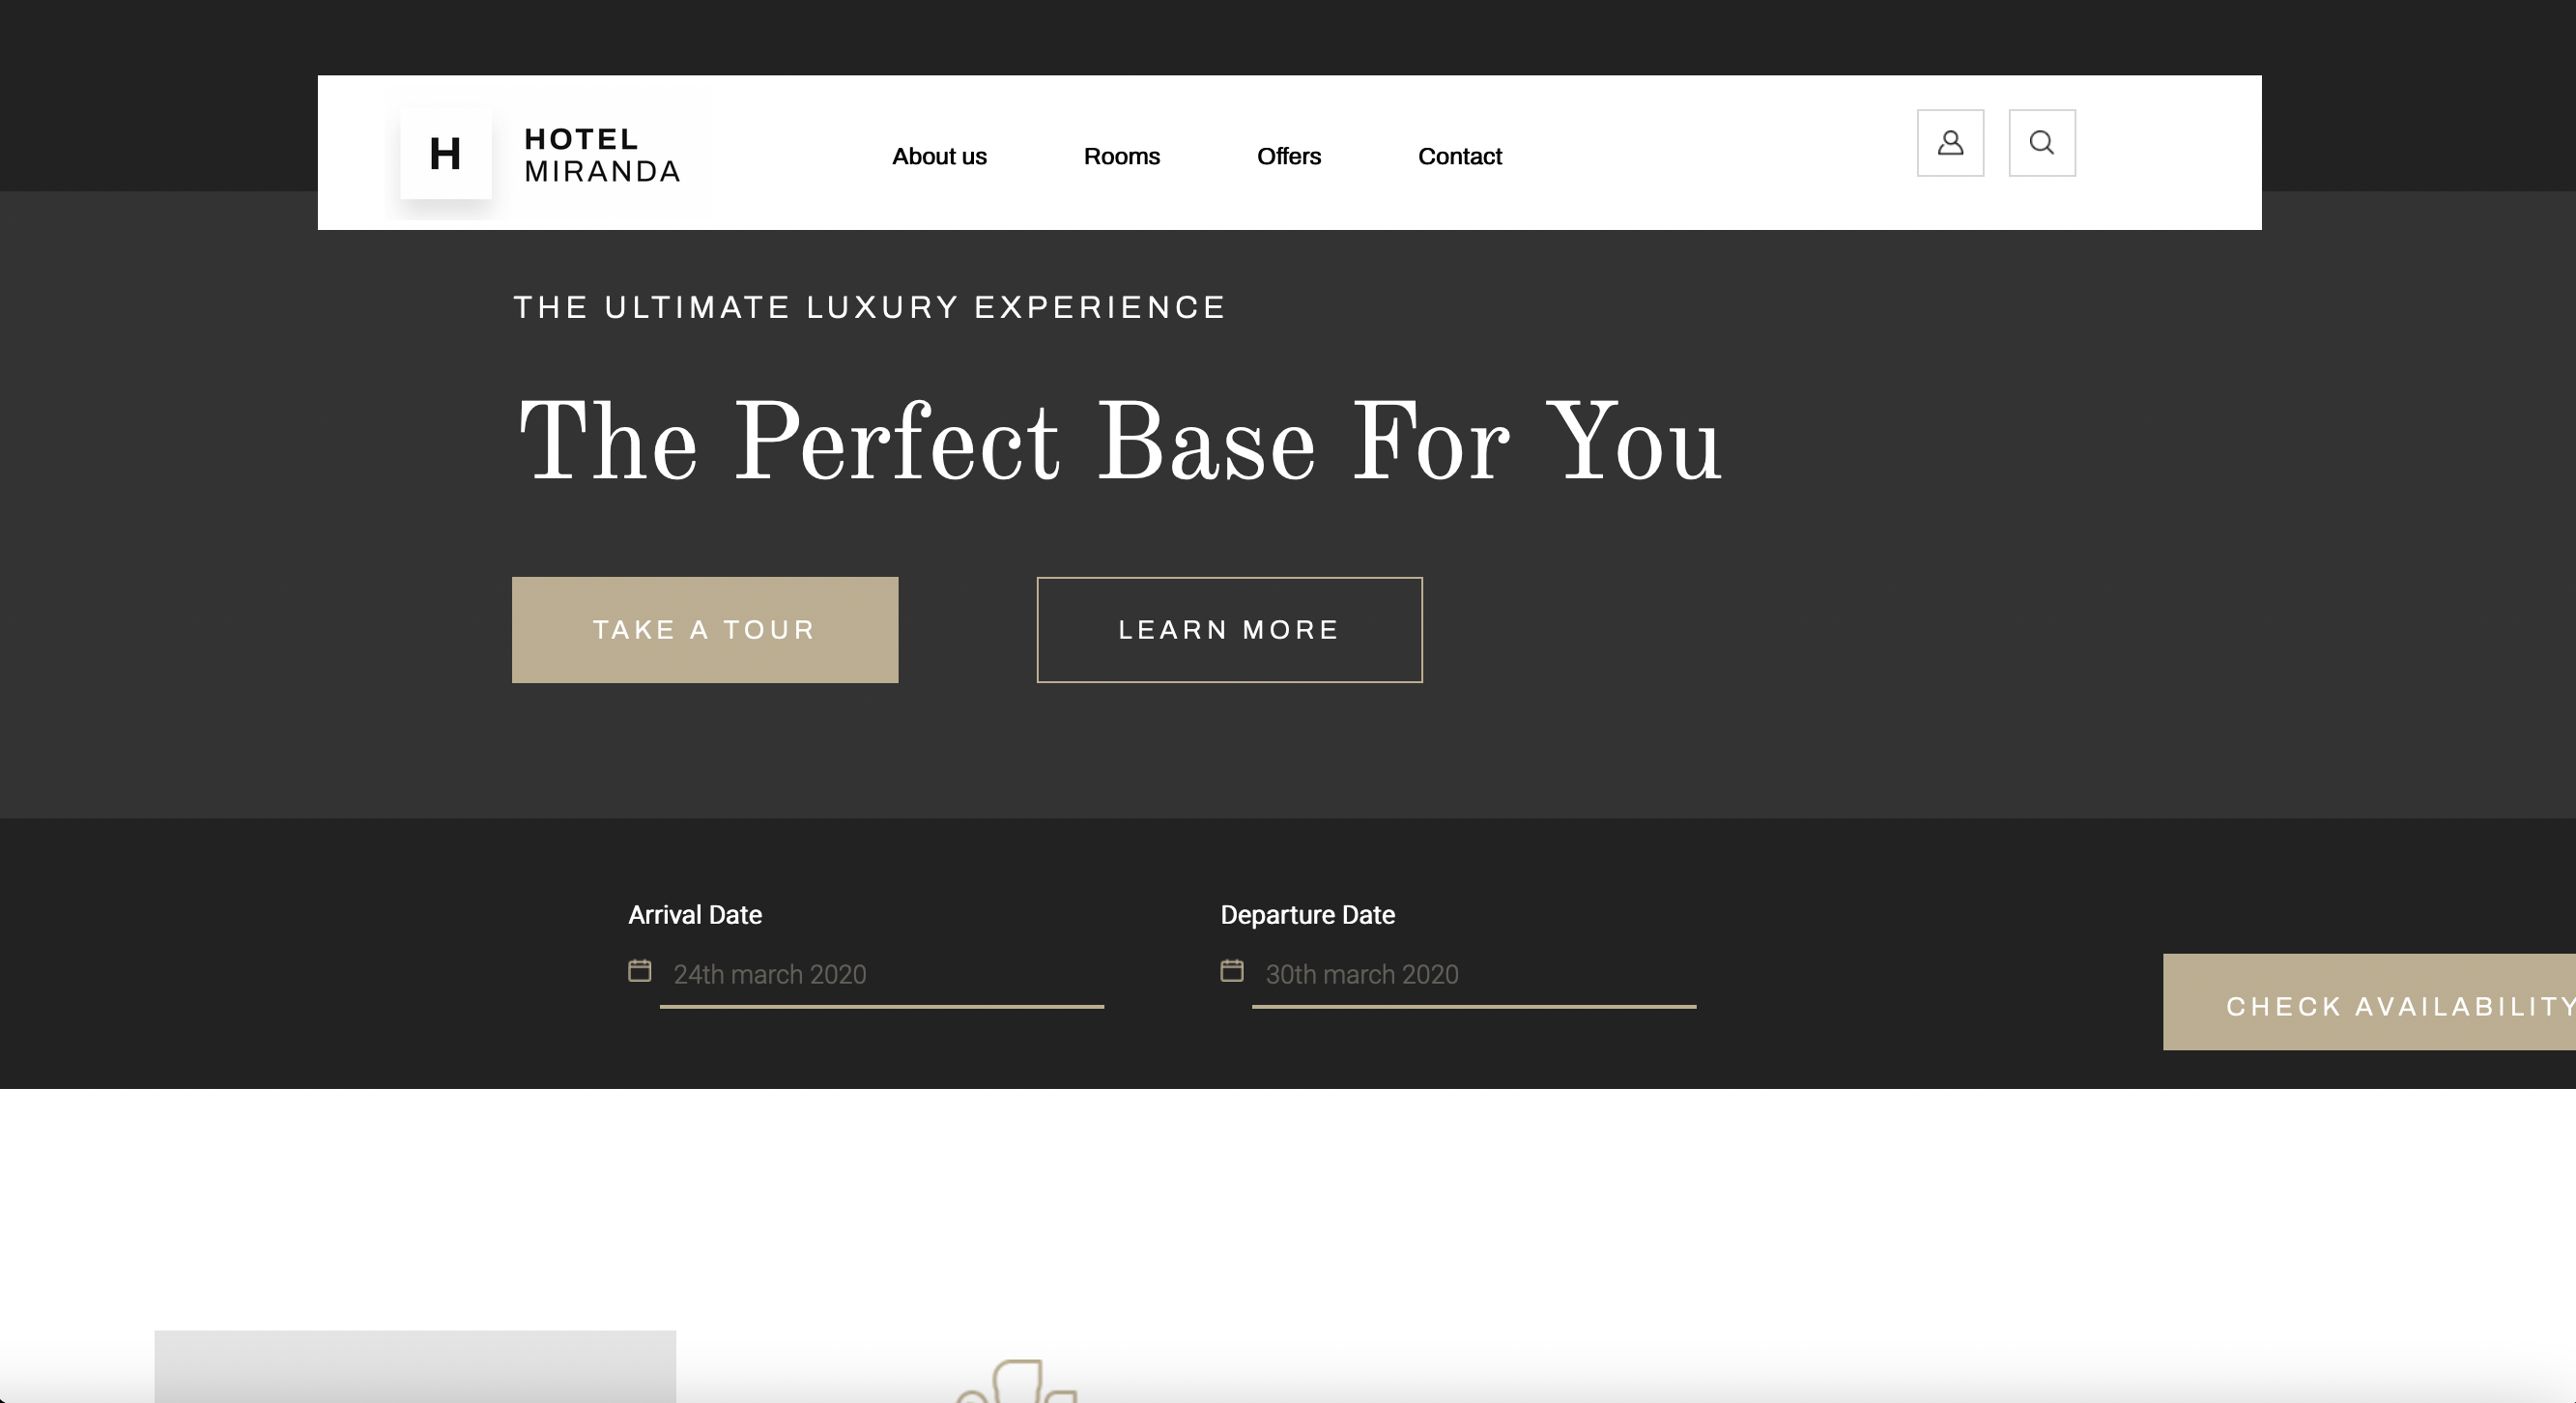 H
HOTEL
MIRANDA
About us
Rooms
Offers
Contact
THE ULTIMATE LUXURY EXPERIENCE
The Perfect Base For You
TAKE A TOUR
LEARN MORE
Arrival Date
Departure Date
24th march 2020
30th march 2020
CHECK AVAILABILITY